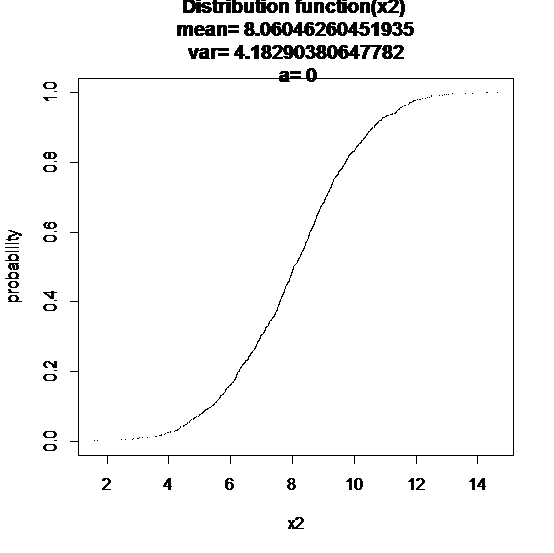 Distribution function(x2)
mean= 8.06046260451935
var= 4.18290380647782
a= 0
probability
1.0
0.8
0.6
0.4
0.2
0.0
2 4 6 8 10 12 14
x2